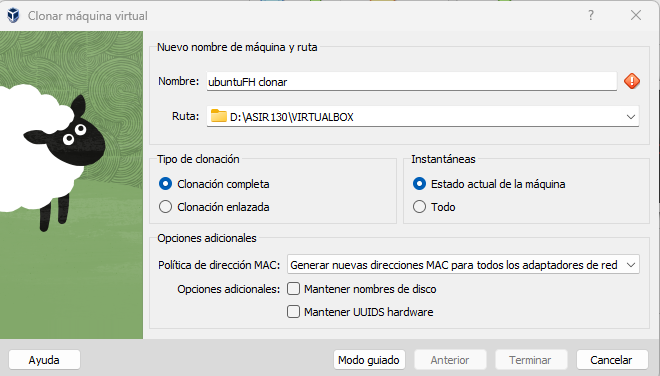 Clonar máquina virtual
Nuevo nombre de máquina y ruta
Nombre: ubuntuFH clonar
Ruta: D:\ASIR130\VIRTUALBOX
Tipo de clonación
Clonación completa
Clonación enlazada
Instantáneas
Estado actual de la máquina
Todo
Opciones adicionales
Política de dirección MAC: Generar nuevas direcciones MAC para todos los adaptadores de red
Opciones adicionales: Mantener nombres de disco
Mantener UUIDS hardware
Ayuda Modo guiado Anterior Terminar Cancelar